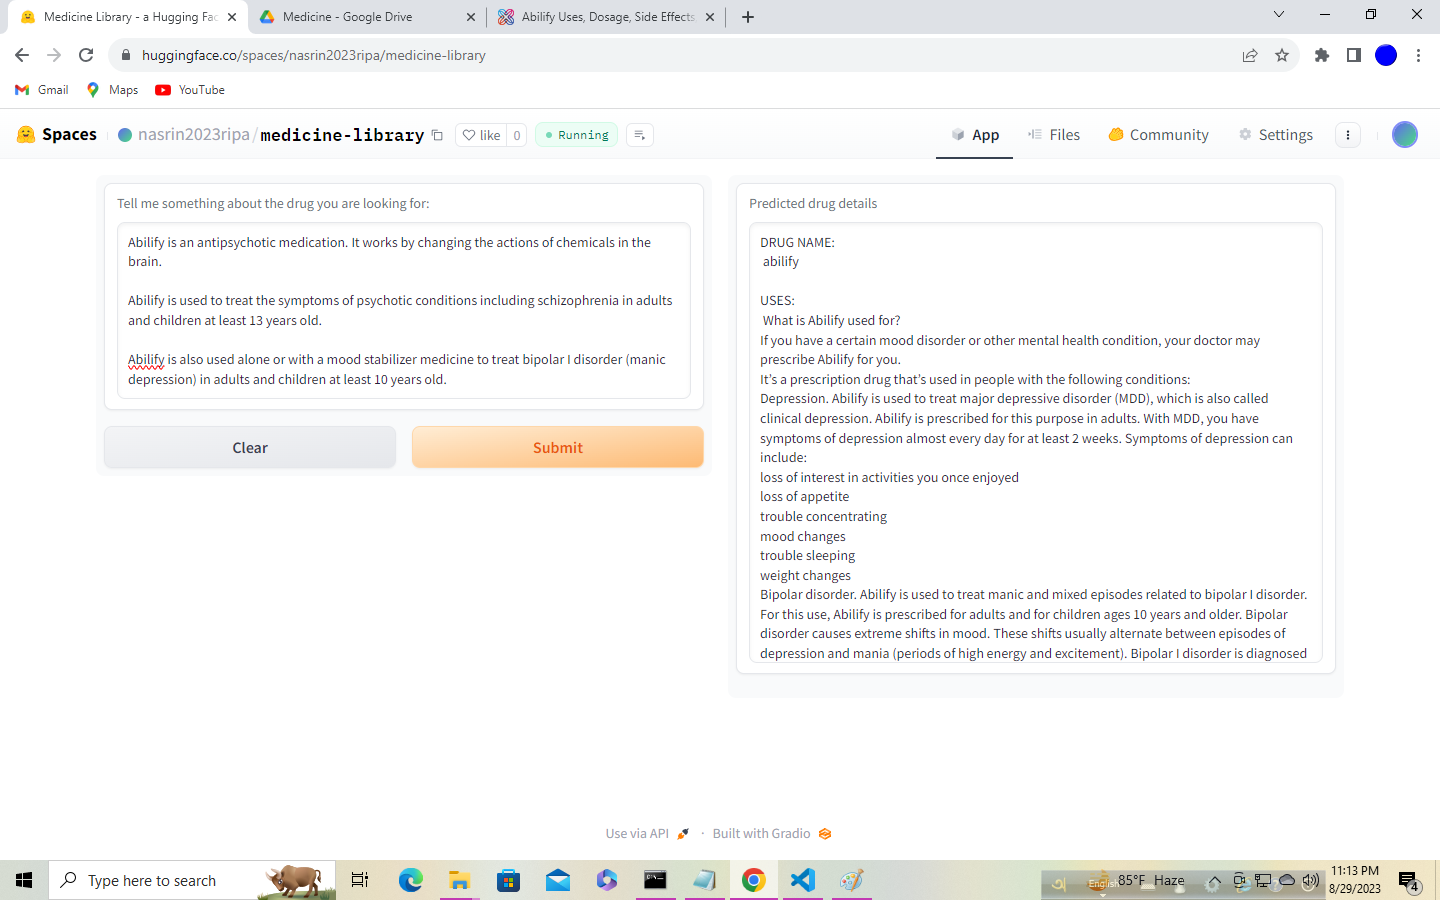 Medicine Library - a Hugging Fac
Medicine - Google Drive
Abilify Uses, Dosage, Side Effects
huggingface.co/spaces/nasrin2023ripa/medicine-library
Gmail
Maps
YouTube
Spaces
nasrin2023ripa/medicine-library
like 0
Running
App
Files
Community
Settings
Tell me something about the drug you are looking for:
Abilify is an antipsychotic medication. It works by changing the actions of chemicals in the
brain.
Abilify is used to treat the symptoms of psychotic conditions including schizophrenia in adults
and children at least 13 years old.
Abilify is also used alone or with a mood stabilizer medicine to treat bipolar I disorder (manic
depression) in adults and children at least 10 years old.
Clear
Submit
Predicted drug details
DRUG NAME:
abilify
USES:
What is Abilify used for?
If you have a certain mood disorder or other mental health condition, your doctor may
prescribe Abilify for you.
It's a prescription drug that's used in people with the following conditions:
Depression. Abilify is used to treat major depressive disorder (MDD), which is also called
clinical depression. Abilify is prescribed for this purpose in adults. With MDD, you have
symptoms of depression almost every day for at least 2 weeks. Symptoms of depression can
include:
loss of interest in activities you once enjoyed
loss of appetite
trouble concentrating
mood changes
trouble sleeping
weight changes
Bipolar disorder. Abilify is used to treat manic and mixed episodes related to bipolar I disorder.
For this use, Abilify is prescribed for adults and for children ages 10 years and older. Bipolar
disorder causes extreme shifts in mood. These shifts usually alternate between episodes of
depression and mania (periods of high energy and excitement). Bipolar I disorder is diagnosed
Use via API
·
Built with Gradio
Type here to search
English
85°F Haze
11:13 PM
8/29/2023
4